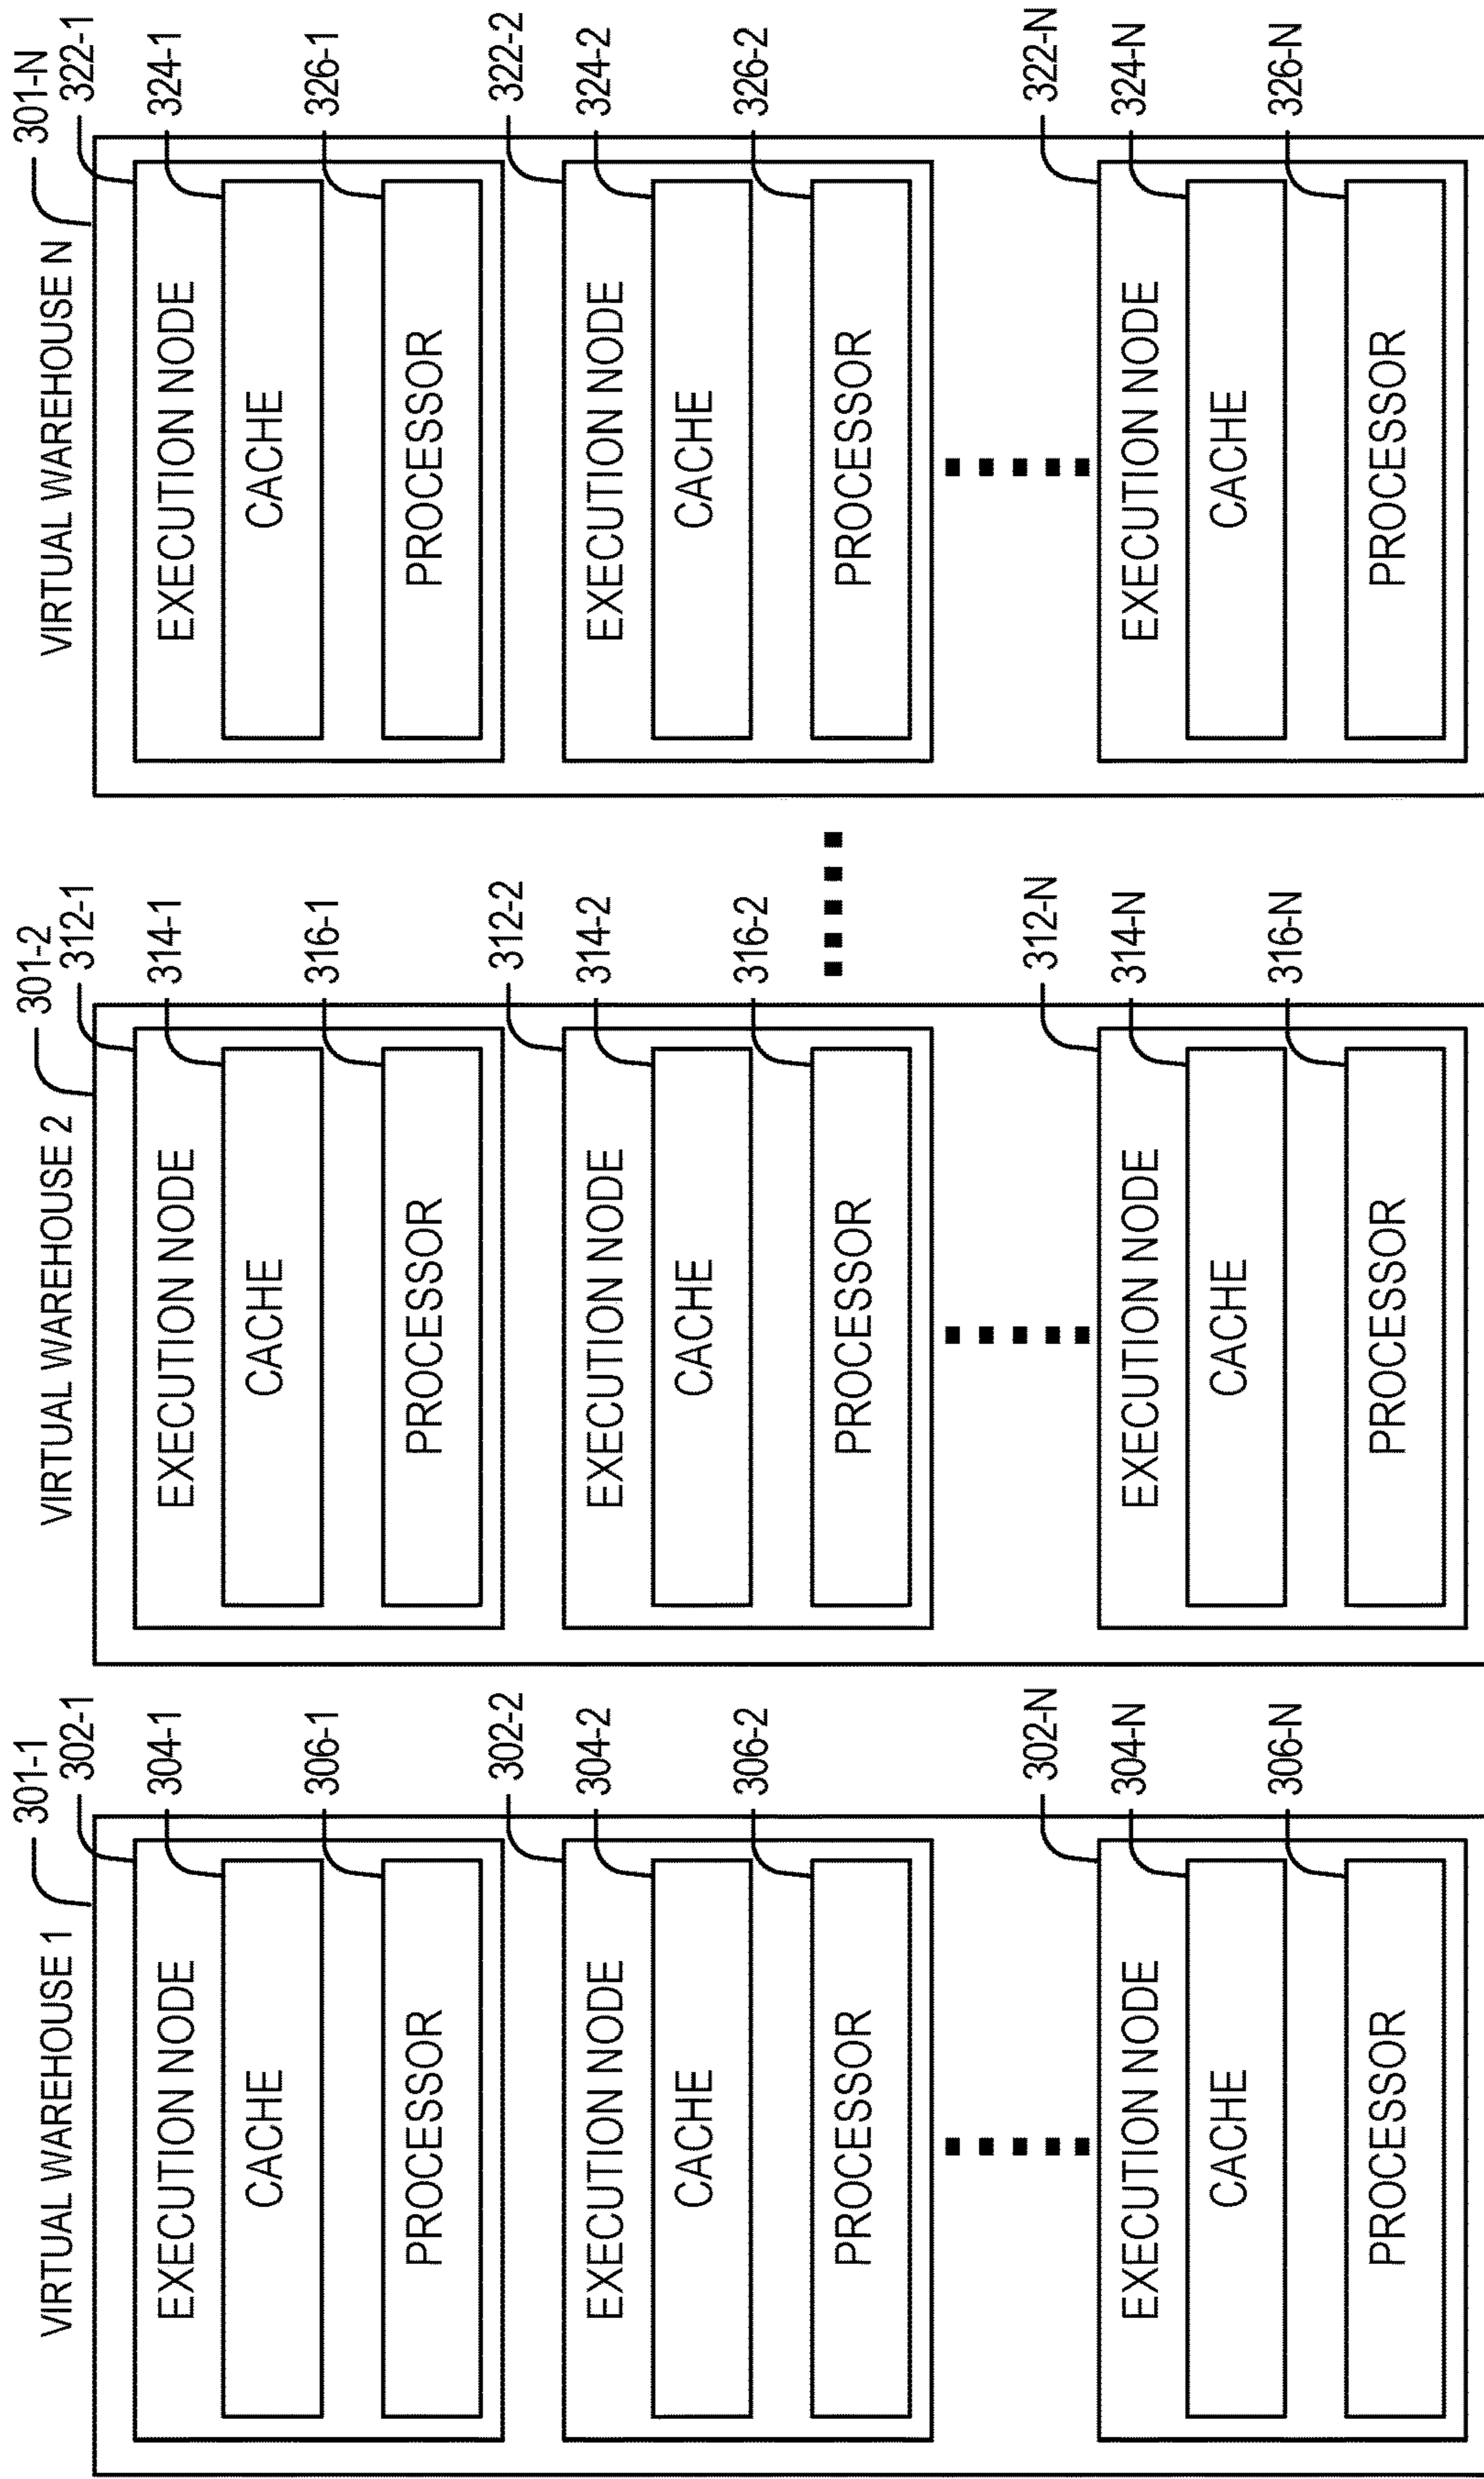 VIRTUAL WAREHOUSE 1
301-1
302-1
EXECUTION NODE
304-1
CACHE
306-1
PROCESSOR
302-2
EXECUTION NODE
304-2
CACHE
306-2
PROCESSOR
302-N
EXECUTION NODE
304-N
CACHE
306-N
PROCESSOR
VIRTUAL WAREHOUSE 2
301-2
312-1
EXECUTION NODE
314-1
CACHE
316-1
PROCESSOR
312-2
EXECUTION NODE
314-2
CACHE
316-2
PROCESSOR
312-N
EXECUTION NODE
314-N
CACHE
316-N
PROCESSOR
VIRTUAL WAREHOUSE N
301-N
322-1
EXECUTION NODE
324-1
CACHE
326-1
PROCESSOR
322-2
EXECUTION NODE
324-2
CACHE
326-2
PROCESSOR
322-N
EXECUTION NODE
324-N
CACHE
326-N
PROCESSOR